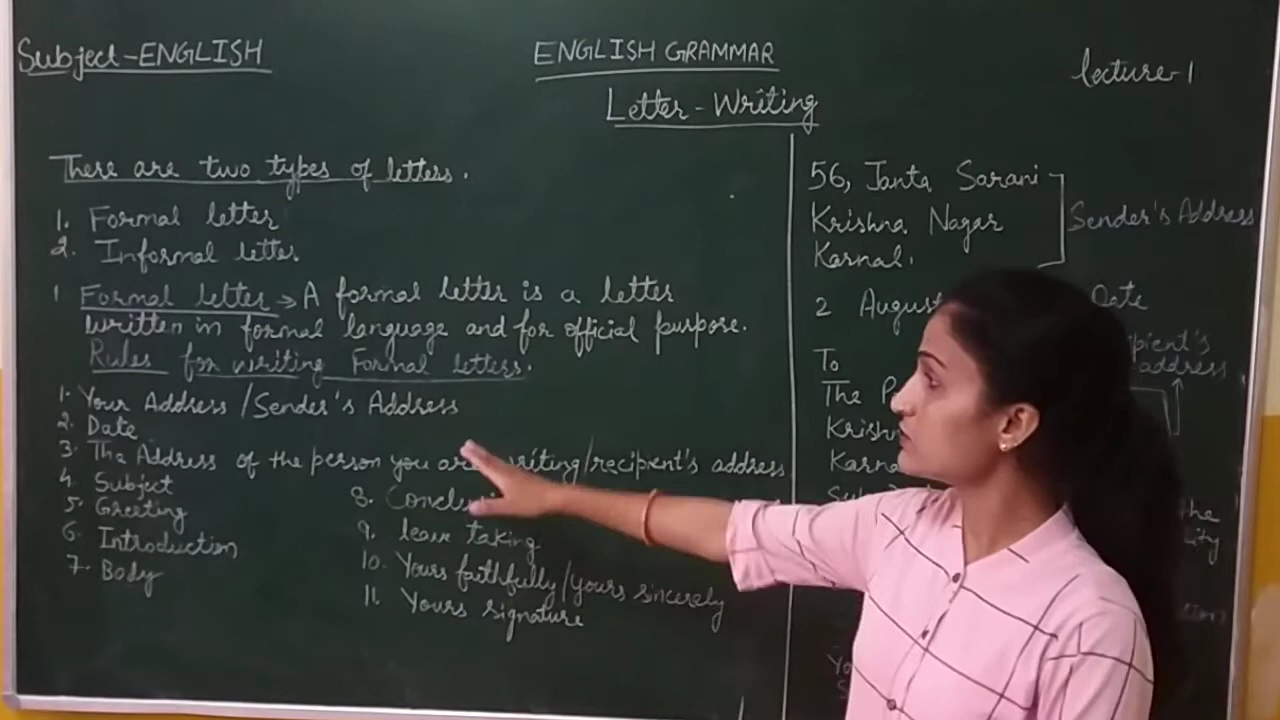 Subject-ENGLISH
ENGLISH GRAMMAR
Lecture-1
Letter-Writing
There are two types of letters.
1. Formal letter
2. Informal letter
1 Formal letter → A formal letter is a letter
written in formal language and for official purpose.
Rules for writing Formal letters.
1. Your Address/Sender's Address
2. Date
3. The Address of the person you are writing/recipient's address
4. Subject
5. Greeting
6. Introduction
7. Body
8.
9. leave taking
10. Yours faithfully/yours sincerely
11. Yours signature
56, Janta Sarani
Krishna Nagar
Karnal.
Sender's Address
2 August
Date
To
The
address
the